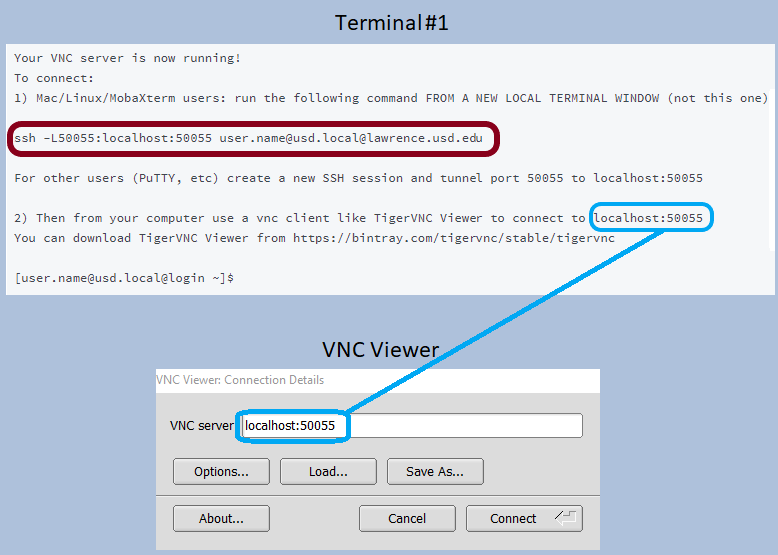 Terminal #1
Your VNC server is now running!
To connect:
1) Mac/Linux/MobaXterm users: run the following command FROM A NEW LOCAL TERMINAL WINDOW (not this one)
ssh -L50055:localhost:50055 user.name@usd.local@lawrence.usd.edu
For other users (PuTTY, etc) create a new SSH session and tunnel port 50055 to localhost:50055
2) Then from your computer use a vnc client like TigerVNC Viewer to connect to localhost:50055
You can download TigerVNC Viewer from https://bintray.com/tigervnc/stable/tigervnc
[user.name@usd.local@login ~]$
VNC Viewer
VNC Viewer: Connection Details
VNC server localhost:50055
Options... Load... Save As...
About... Cancel Connect